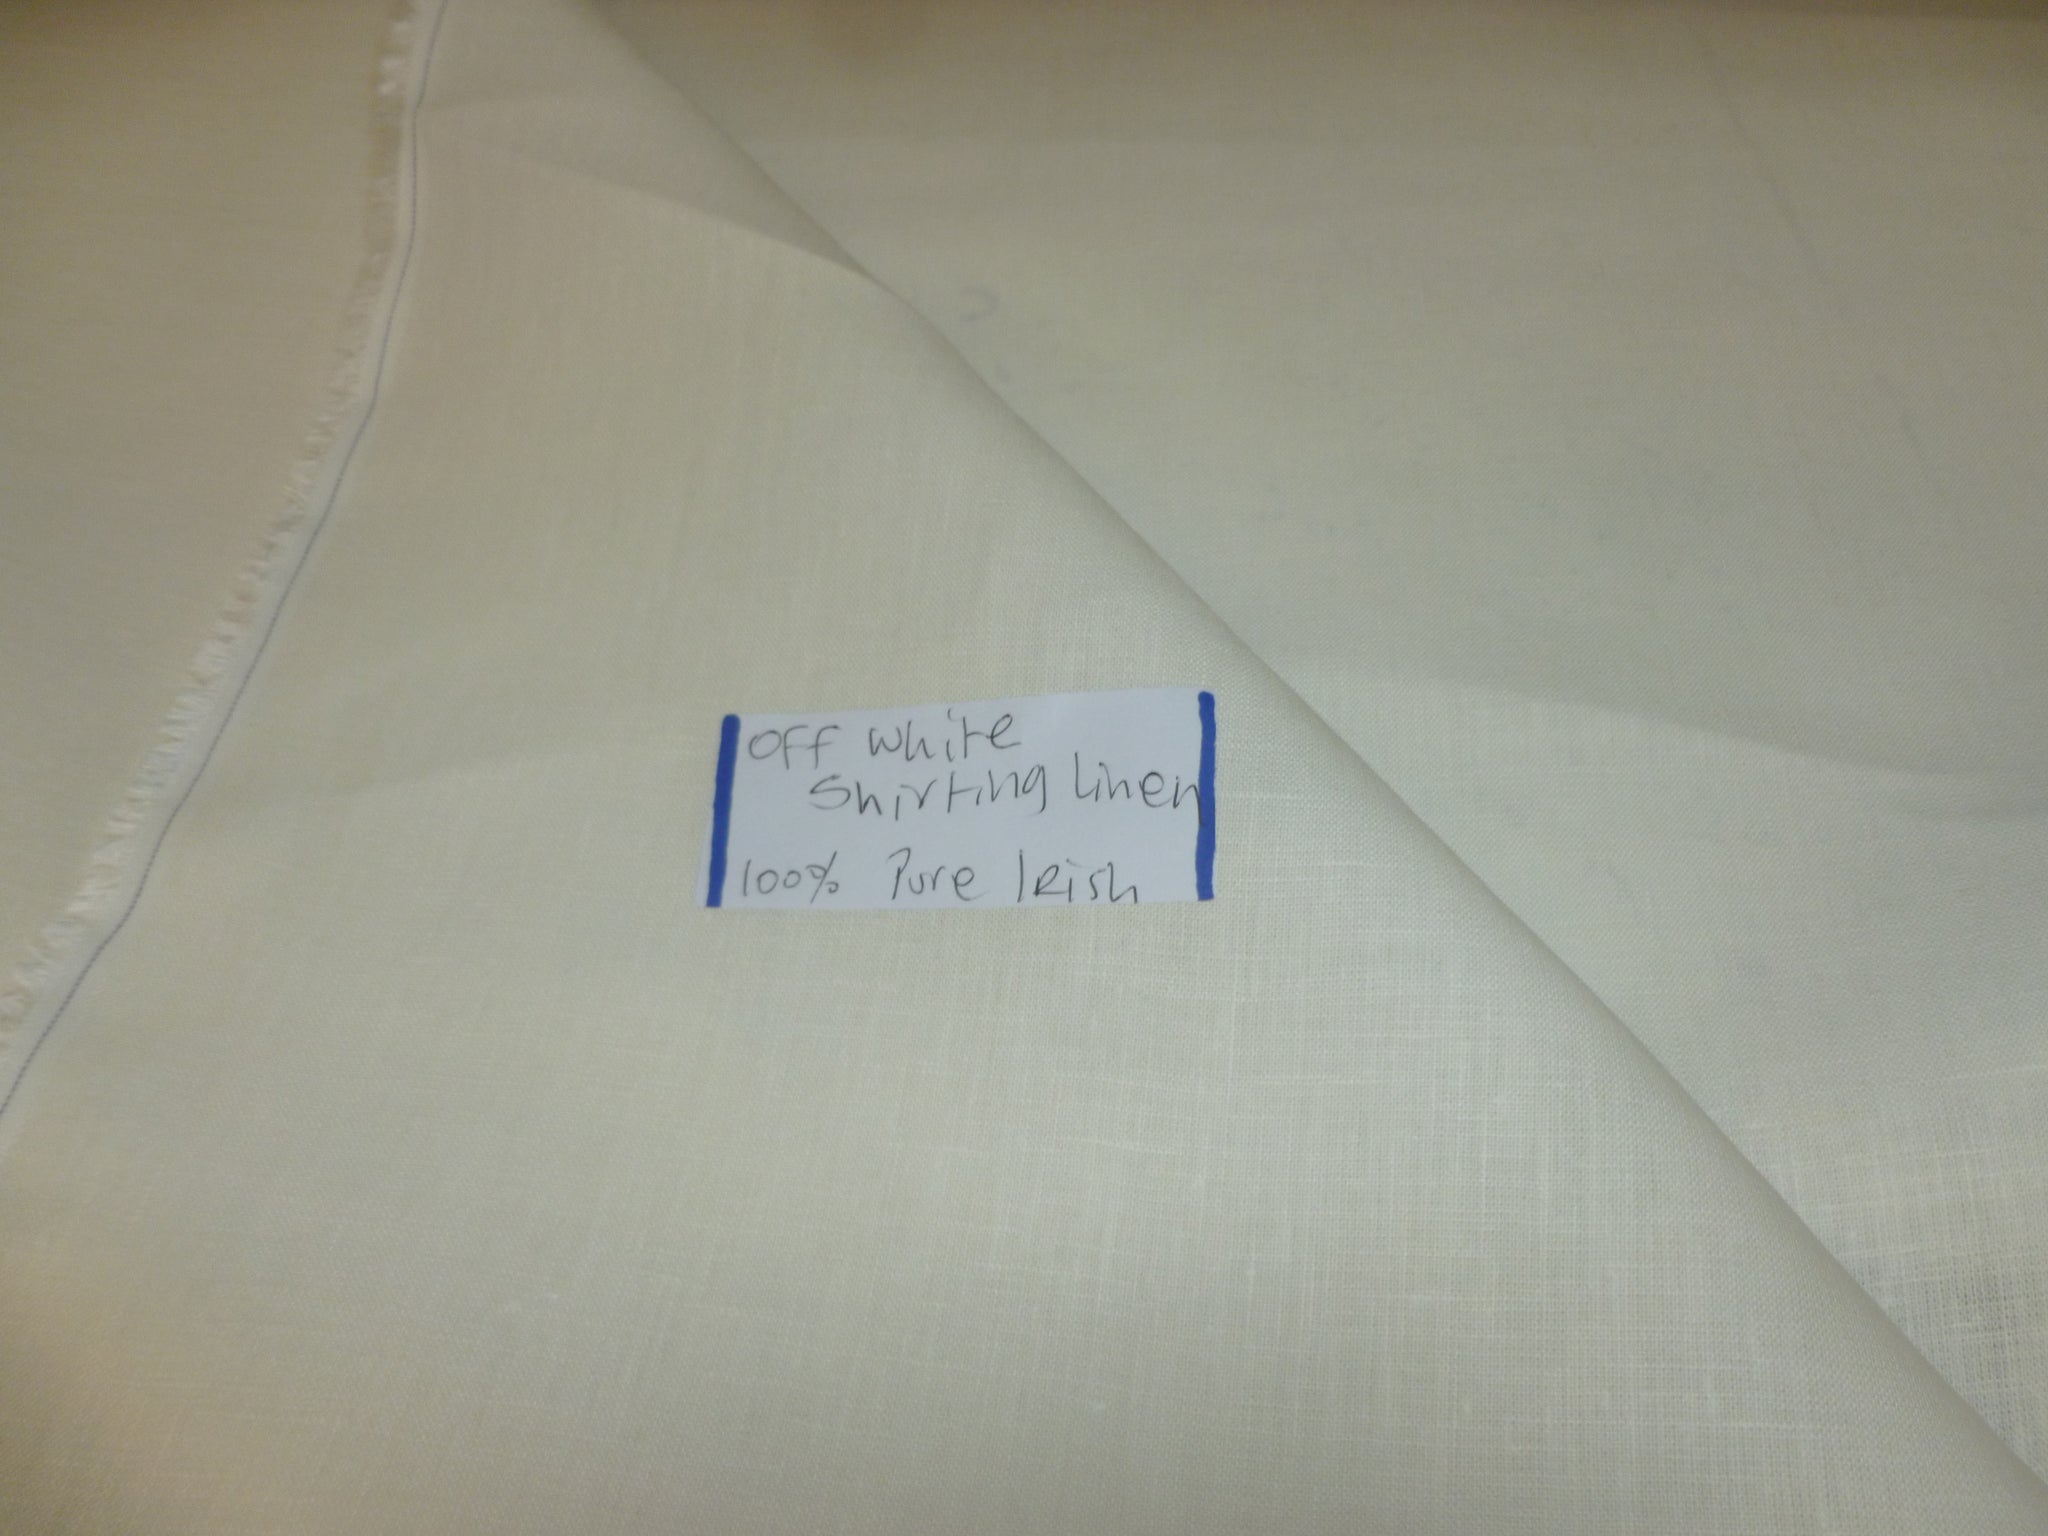 Off white
Shirting Linen
100% Pure Irish